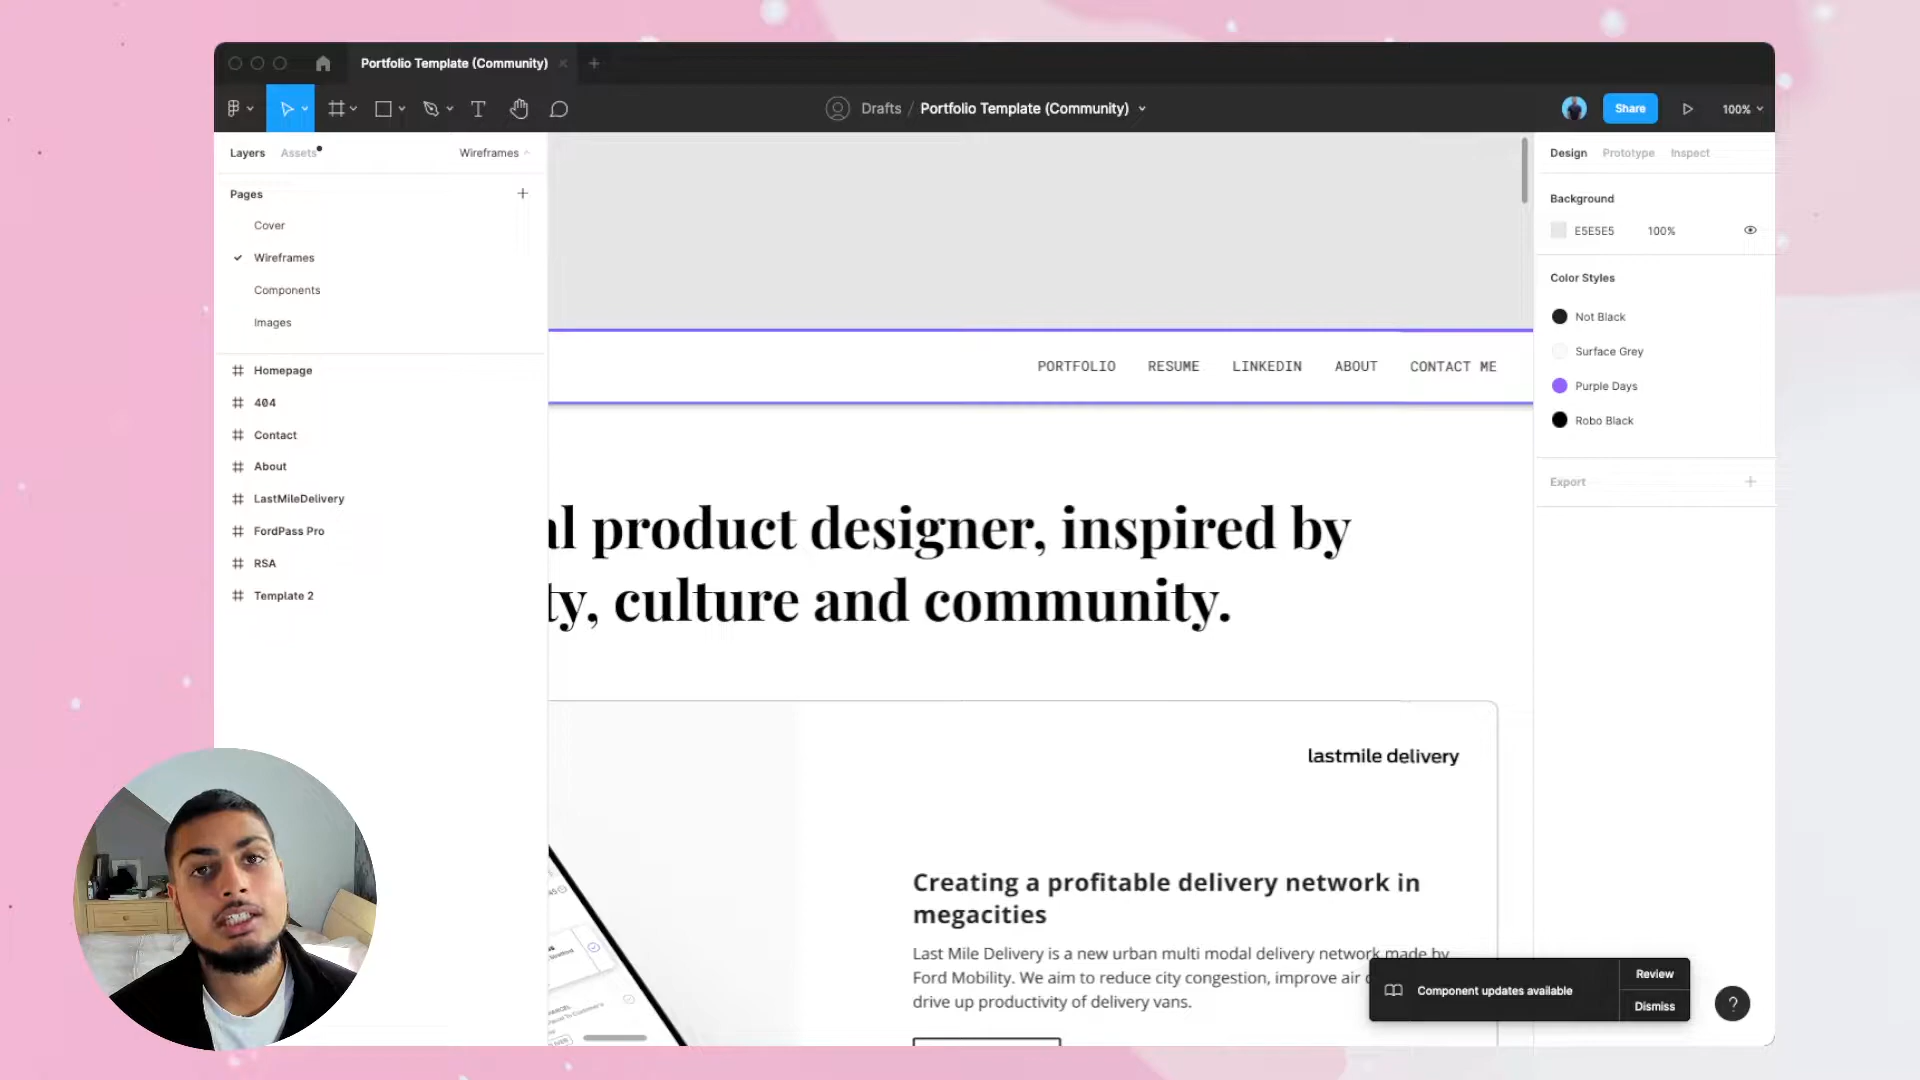 Portfolio Template (Community)
Drafts / Portfolio Template (Community)
Share
100%
Layers
Assets
Wireframes
Pages
Cover
Wireframes
Components
Images
Homepage
404
Contact
About
LastMileDelivery
FordPass Pro
RSA
Template 2
PORTFOLIO
RESUME
LINKEDIN
ABOUT
CONTACT ME
al product designer, inspired by
ty, culture and community.
lastmile delivery
Creating a profitable delivery network in
megacities
Last Mile Delivery is a new urban multi modal delivery network made by
Ford Mobility. We aim to reduce city congestion, improve air
drive up productivity of delivery vans.
Design
Prototype
Inspect
Background
E5E5E5
100%
Color Styles
Not Black
Surface Grey
Purple Days
Robo Black
Export
Component updates available
Review
Dismiss
?